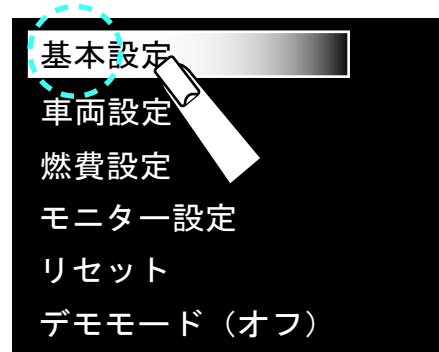 基本設定
車両設定
燃費設定
モニター設定
リセット
デモモード（オフ）